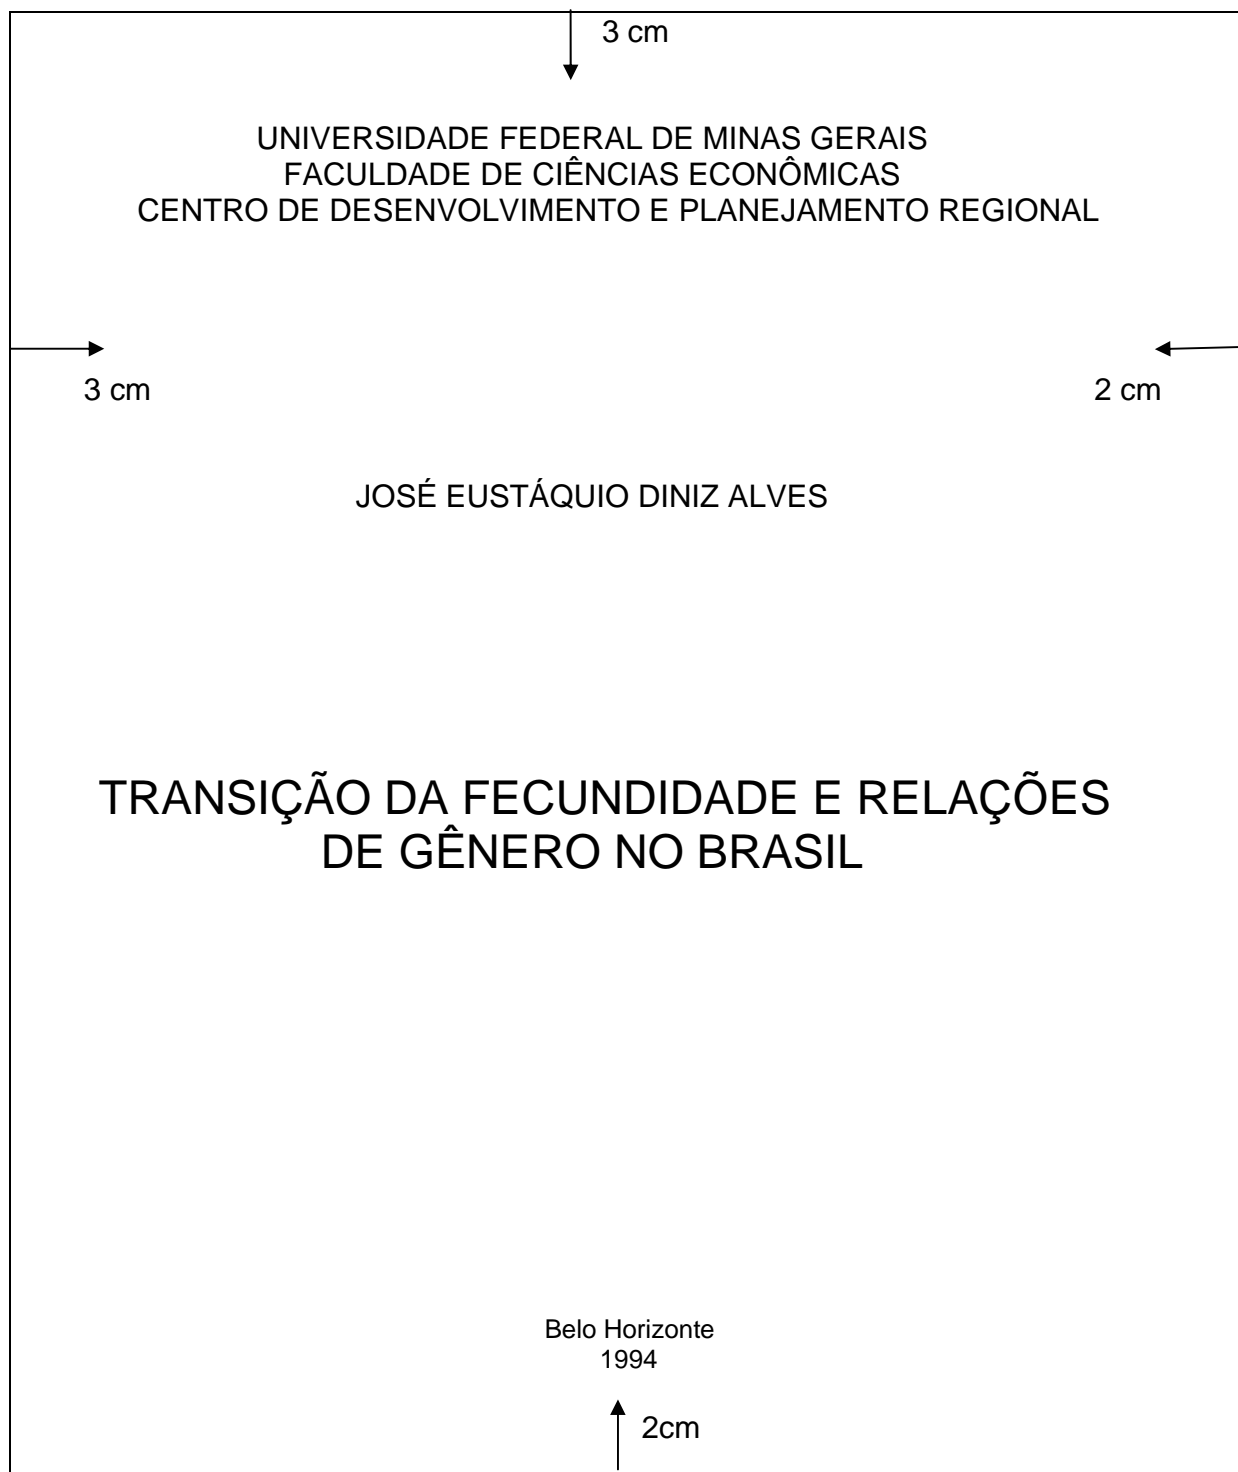 3 cm
UNIVERSIDADE FEDERAL DE MINAS GERAIS
FACULDADE DE CIÊNCIAS ECONÔMICAS
CENTRO DE DESENVOLVIMENTO E PLANEJAMENTO REGIONAL
3 cm
2 cm
JOSÉ EUSTÁQUIO DINIZ ALVES
TRANSIÇÃO DA FECUNDIDADE E RELAÇÕES
DE GÊNERO NO BRASIL
Belo Horizonte
1994
2cm